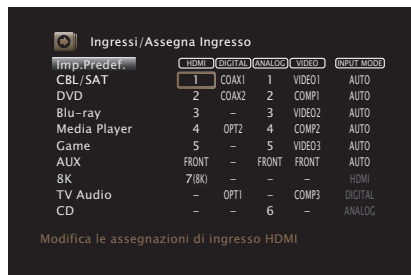 Ingressi/Assegna Ingresso
Imp.Predef. HDMI DIGITAL ANALOG VIDEO INPUT MODE
CBL/SAT 1 COAX1 1 VIDEO1 AUTO
DVD 2 COAX2 2 COMP1 AUTO
Blu-ray 3 – 3 VIDEO2 AUTO
Media Player 4 OPT2 4 COMP2 AUTO
Game 5 – 5 VIDEO3 AUTO
AUX FRONT – FRONT FRONT AUTO
8K 7(8K) – – – HDMI
TV Audio – OPT1 – COMP3 DIGITAL
CD – – 6 – ANALOG
Modifica le assegnazioni di ingresso HDMI